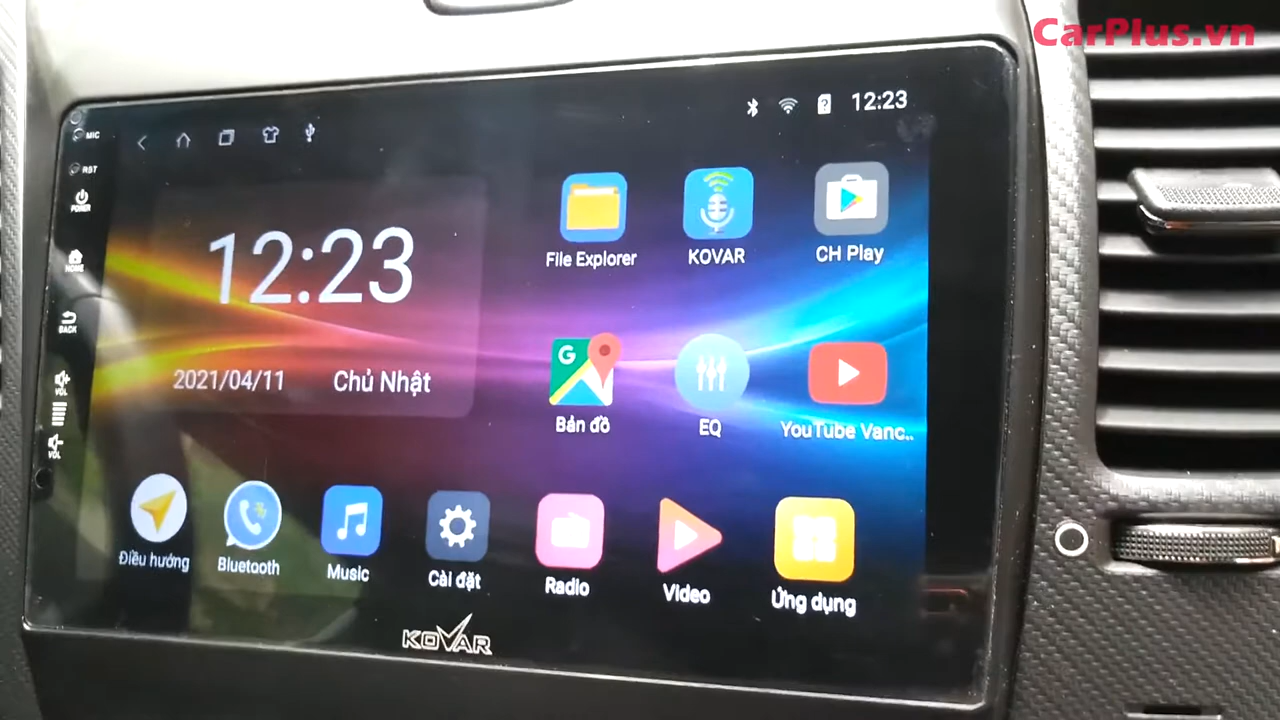 CarPlus.vn
12:23
MIC
RST
POWER
HOME
BACK
VOL
VOL
12:23
2021/04/11 Chủ Nhật
File Explorer
KOVAR
CH Play
G
Bản đồ
EQ
YouTube Vanc..
Điều hướng
Bluetooth
Music
Cài đặt
Radio
Video
Ứng dụng
KOVAR